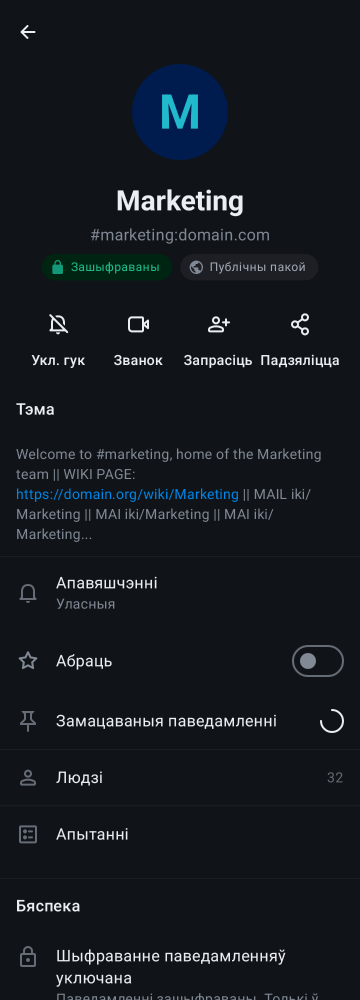 M
Marketing
#marketing:domain.com
Зашыфраваны
Публічны пакой
Укл. гук
Званок
Запрасіць
Падзяліцца
Тэма
Welcome to #marketing, home of the Marketing
team || WIKI PAGE:
https://domain.org/wiki/Marketing || MAIL iki/
Marketing || MAI iki/Marketing || MAI iki/
Marketing...
Апавяшчэнні
Уласныя
Абраць
Замацаваныя паведамленні
Людзі
32
Апытанні
Бяспека
Шыфраванне паведамленняў
уключана
Паведамленні зашыфраваны. Толькі ў